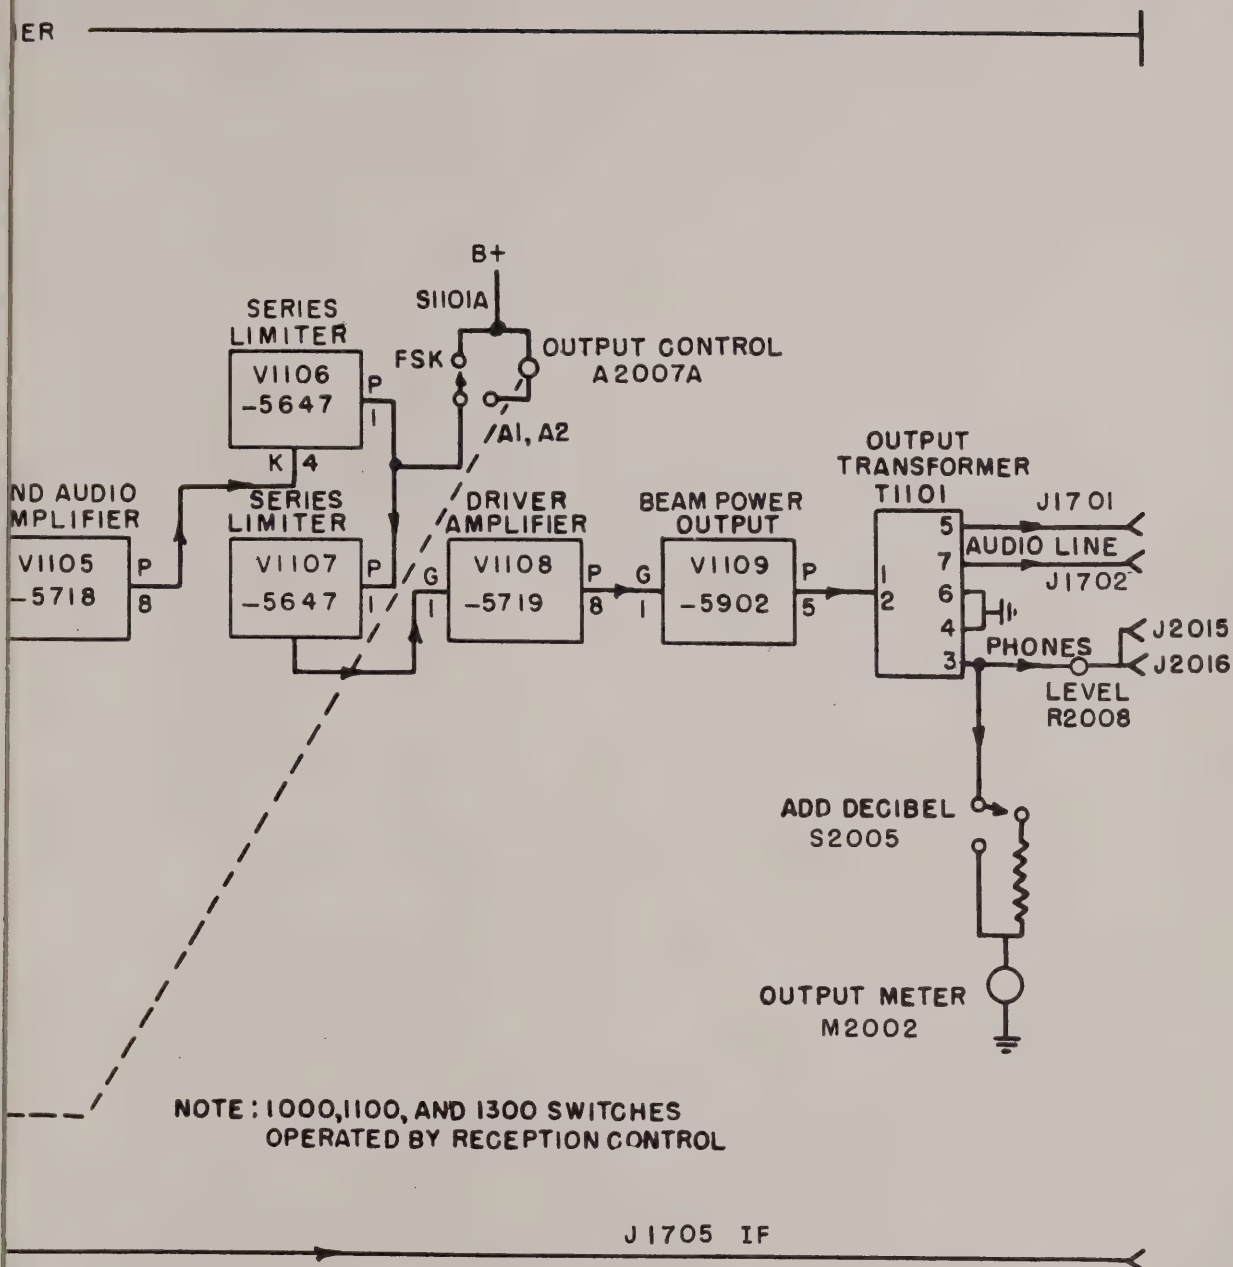 ER
B+
S1101A
SERIES
LIMITER
V1106
-5647
P
1
K 4
FSK
OUTPUT CONTROL
A2007A
A1, A2
ND AUDIO
MPLIFIER
V1105
-5718
P
8
SERIES
LIMITER
V1107
-5647
P
1
G
1
DRIVER
AMPLIFIER
V1108
-5719
P
8
G
1
BEAM POWER
OUTPUT
V1109
-5902
P
5
OUTPUT
TRANSFORMER
T1101
1
2
5
7
6
4
3
J1701
AUDIO LINE
J1702
PHONES
J2015
J2016
LEVEL
R2008
ADD DECIBEL
S2005
OUTPUT METER
M2002
NOTE: 1000,1100, AND 1300 SWITCHES
OPERATED BY RECEPTION CONTROL
J1705 IF